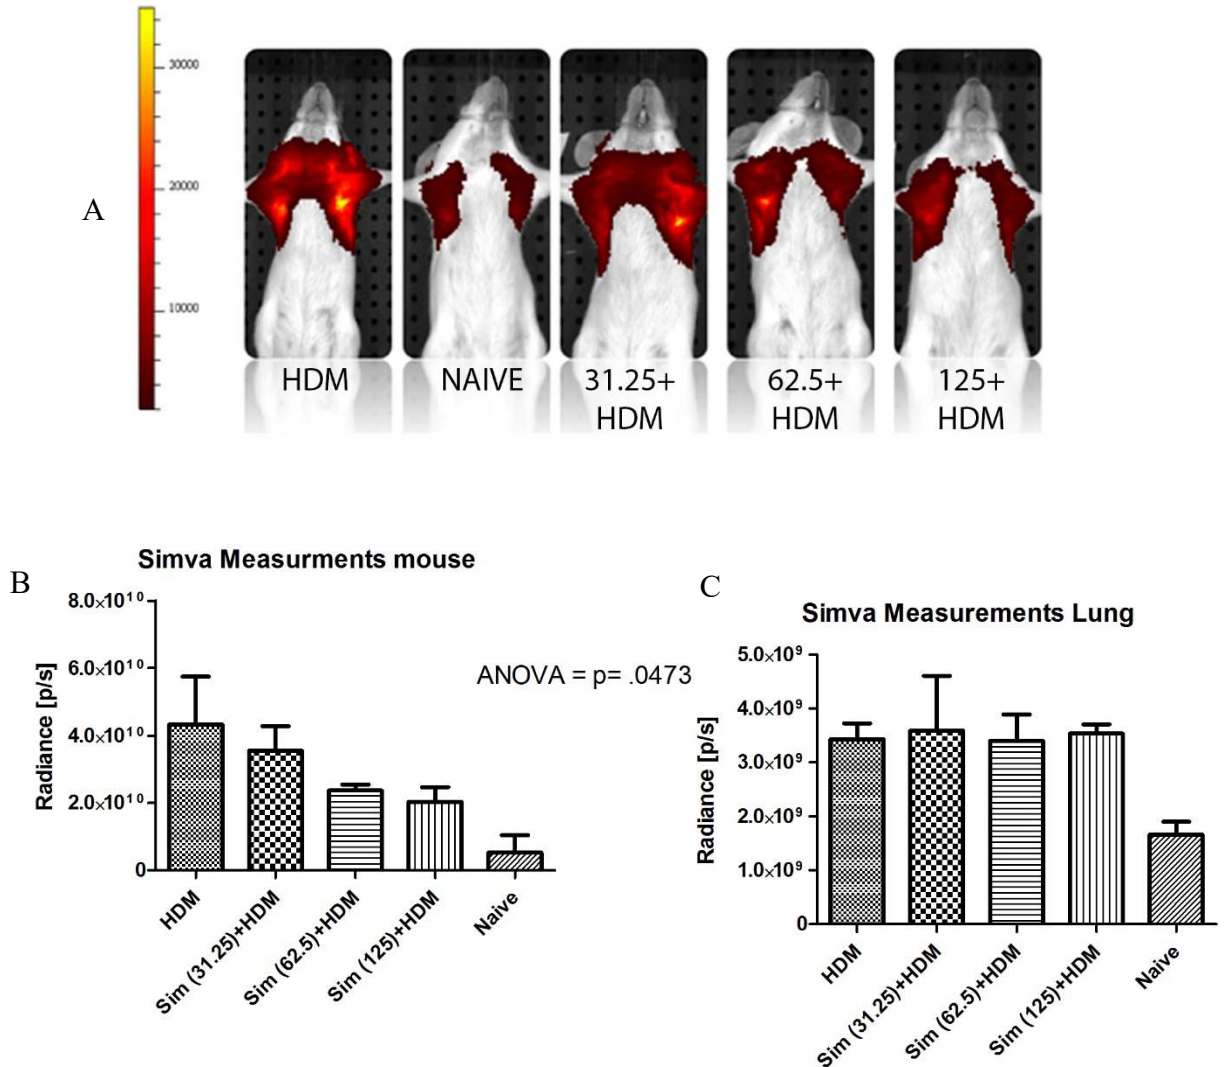 30000
20000
10000
A
HDM
NAIVE
31.25+
HDM
62.5+
HDM
125+
HDM
B
Simva Measurments mouse
8.0×10¹⁰
6.0×10¹⁰
4.0×10¹⁰
2.0×10¹⁰
0
Radiance [p/s]
HDM
Sim (31.25)+HDM
Sim (62.5)+HDM
Sim (125)+HDM
Naive
ANOVA = p= .0473
C
Simva Measurements Lung
5.0×10⁹
4.0×10⁹
3.0×10⁹
2.0×10⁹
1.0×10⁹
0
Radiance [p/s]
HDM
Sim (31.25)+HDM
Sim (62.5)+HDM
Sim (125)+HDM
Naive